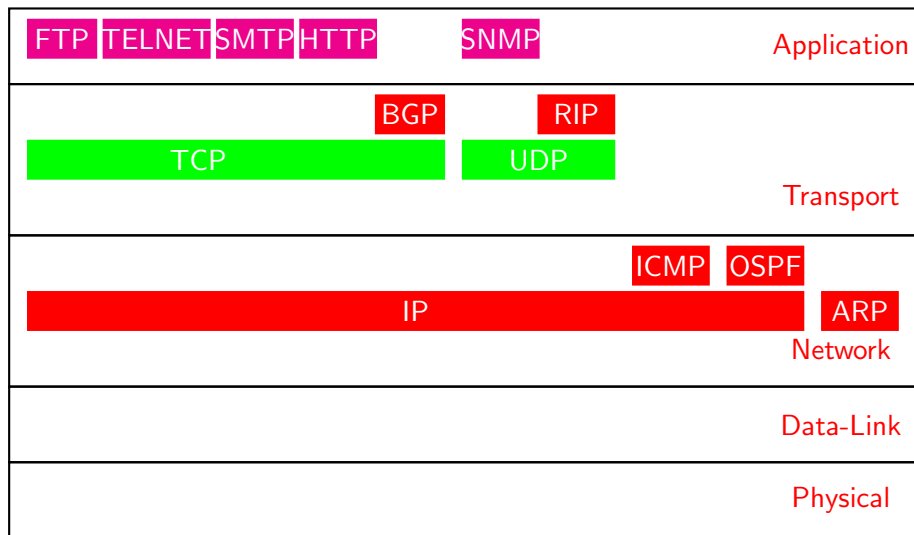 FTP TELNET SMTP HTTP SNMP Application
BGP RIP
TCP UDP
Transport
ICMP OSPF
IP ARP
Network
Data-Link
Physical